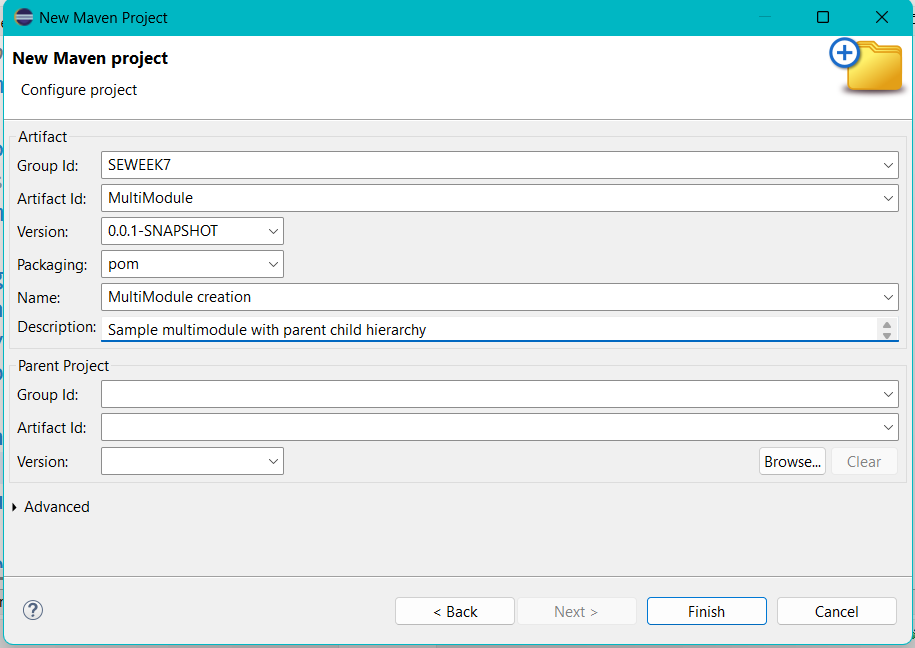 New Maven Project
New Maven project
Configure project
Artifact
Group Id: SEWEEK7
Artifact Id: MultiModule
Version: 0.0.1-SNAPSHOT
Packaging: pom
Name: MultiModule creation
Description: Sample multimodule with parent child hierarchy
Parent Project
Group Id:
Artifact Id:
Version: Browse... Clear
Advanced
? < Back Next > Finish Cancel